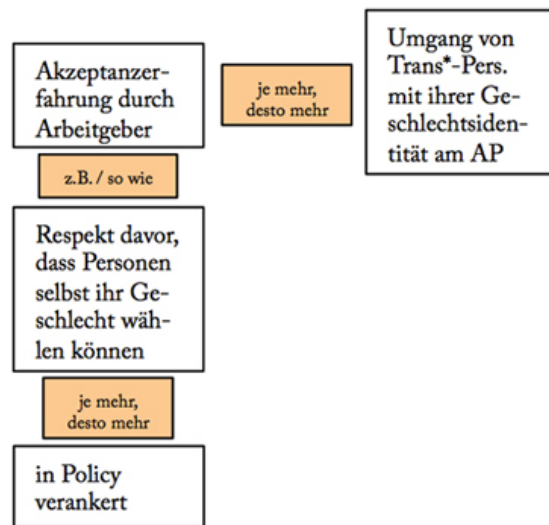 Akzeptanzer-
fahrung durch
Arbeitgeber
je mehr,
desto mehr
Umgang von
Trans*-Pers.
mit ihrer Ge-
schlechtsiden-
tität am AP
z.B. / so wie
Respekt davor,
dass Personen
selbst ihr Ge-
schlecht wäh-
len können
je mehr,
desto mehr
in Policy
verankert